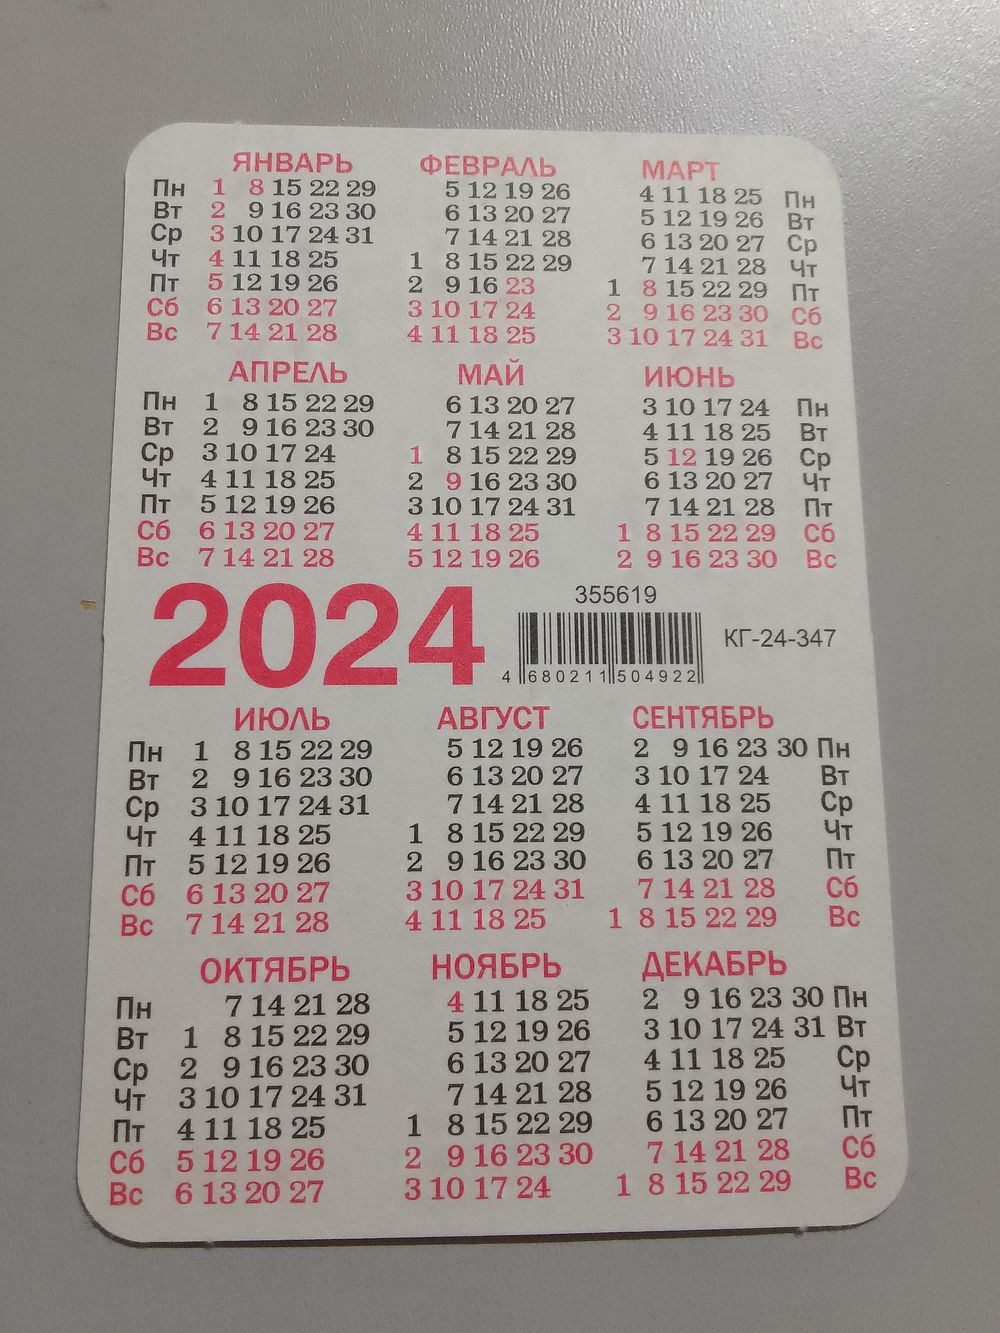 ЯНВАРЬ ФЕВРАЛЬ МАРТ
Пн 1 8 15 22 29 5 12 19 26 4 11 18 25 Пн
Вт 2 9 16 23 30 6 13 20 27 5 12 19 26 Вт
Ср 3 10 17 24 31 7 14 21 28 6 13 20 27 Ср
Чт 4 11 18 25 1 8 15 22 29 7 14 21 28 Чт
Пт 5 12 19 26 2 9 16 23 1 8 15 22 29 Пт
Сб 6 13 20 27 3 10 17 24 2 9 16 23 30 Сб
Вс 7 14 21 28 4 11 18 25 3 10 17 24 31 Вс
АПРЕЛЬ МАЙ ИЮНЬ
Пн 1 8 15 22 29 6 13 20 27 3 10 17 24 Пн
Вт 2 9 16 23 30 7 14 21 28 4 11 18 25 Вт
Ср 3 10 17 24 1 8 15 22 29 5 12 19 26 Ср
Чт 4 11 18 25 2 9 16 23 30 6 13 20 27 Чт
Пт 5 12 19 26 3 10 17 24 31 7 14 21 28 Пт
Сб 6 13 20 27 4 11 18 25 1 8 15 22 29 Сб
Вс 7 14 21 28 5 12 19 26 2 9 16 23 30 Вс
2024
355619
4 680211 504922
КГ-24-347
ИЮЛЬ АВГУСТ СЕНТЯБРЬ
Пн 1 8 15 22 29 5 12 19 26 2 9 16 23 30 Пн
Вт 2 9 16 23 30 6 13 20 27 3 10 17 24 Вт
Ср 3 10 17 24 31 7 14 21 28 4 11 18 25 Ср
Чт 4 11 18 25 1 8 15 22 29 5 12 19 26 Чт
Пт 5 12 19 26 2 9 16 23 30 6 13 20 27 Пт
Сб 6 13 20 27 3 10 17 24 31 7 14 21 28 Сб
Вс 7 14 21 28 4 11 18 25 1 8 15 22 29 Вс
ОКТЯБРЬ НОЯБРЬ ДЕКАБРЬ
Пн 7 14 21 28 4 11 18 25 2 9 16 23 30 Пн
Вт 1 8 15 22 29 5 12 19 26 3 10 17 24 31 Вт
Ср 2 9 16 23 30 6 13 20 27 4 11 18 25 Ср
Чт 3 10 17 24 31 7 14 21 28 5 12 19 26 Чт
Пт 4 11 18 25 1 8 15 22 29 6 13 20 27 Пт
Сб 5 12 19 26 2 9 16 23 30 7 14 21 28 Сб
Вс 6 13 20 27 3 10 17 24 1 8 15 22 29 Вс